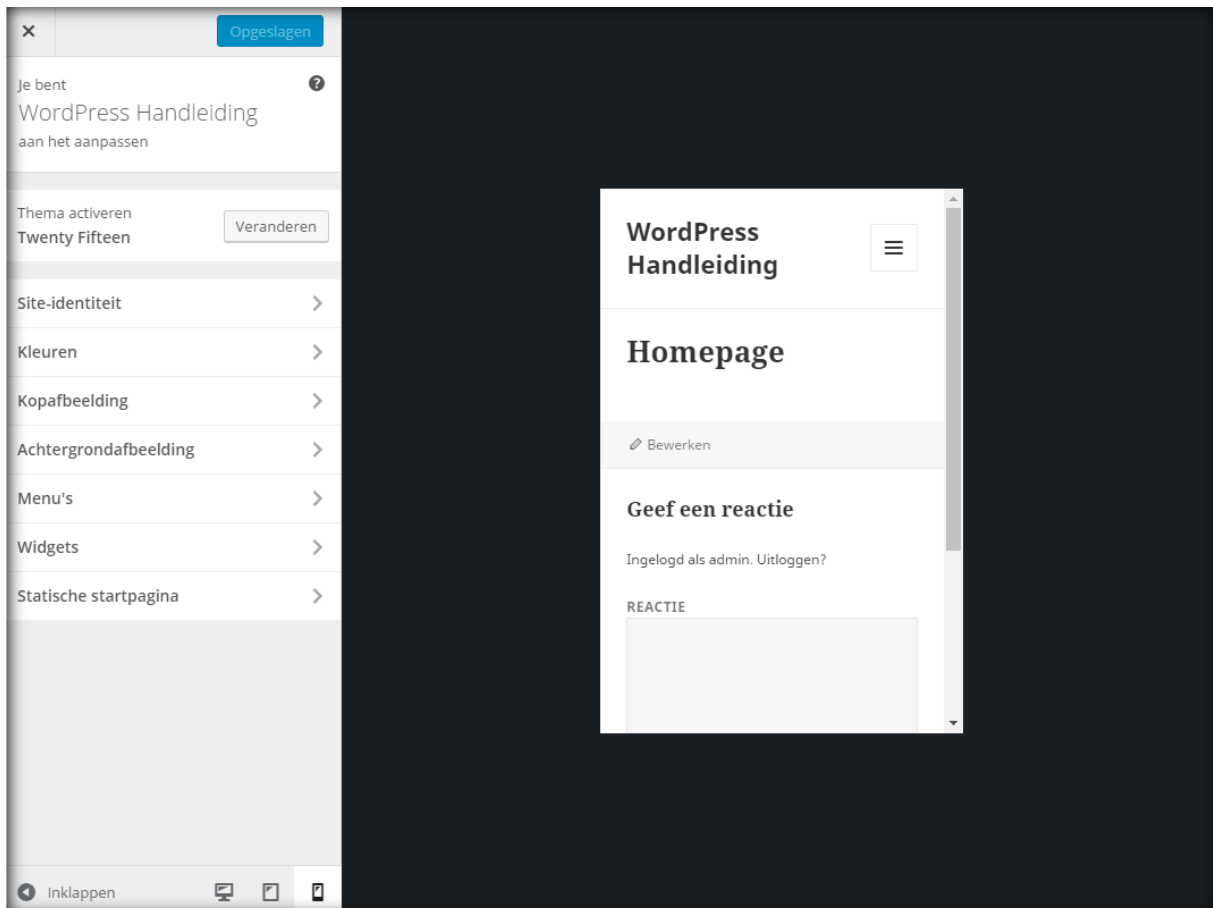 Opgeslagen
Je bent
WordPress Handleiding
aan het aanpassen
Thema activeren
Twenty Fifteen
Veranderen
Site-identiteit
Kleuren
Kopafbeelding
Achtergrondafbeelding
Menu's
Widgets
Statische startpagina
Inklappen
WordPress
Handleiding
Homepage
Bewerken
Geef een reactie
Ingelogd als admin. Uitloggen?
REACTIE